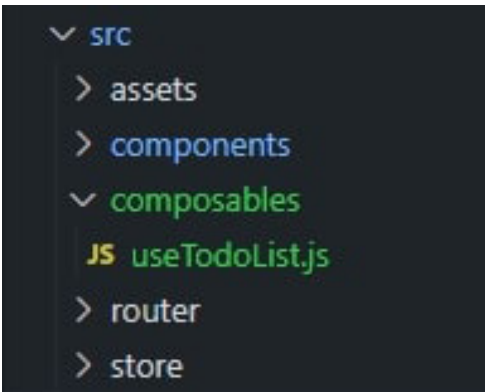 src
assets
components
composables
JS useTodoList.js
router
store